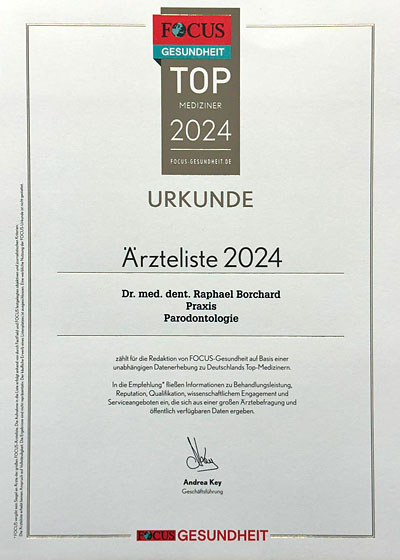 FOCUS
GESUNDHEIT
TOP
MEDIZINER
2024
FOCUS-GESUNDHEIT.DE
URKUNDE
Ärzteliste 2024
Dr. med. dent. Raphael Borchard
Praxis
Parodontologie
zählt für die Redaktion von FOCUS-Gesundheit auf Basis einer
unabhängigen Datenerhebung zu Deutschlands Top-Medizinern.
In die Empfehlung* fließen Informationen zu Behandlungsleistung,
Reputation, Qualifikation, wissenschaftlichem Engagement und
Serviceangeboten ein, die sich aus einer großen Ärztebefragung und
öffentlich verfügbaren Daten ergeben.
Andrea Key
Geschäftsführung
FOCUS GESUNDHEIT